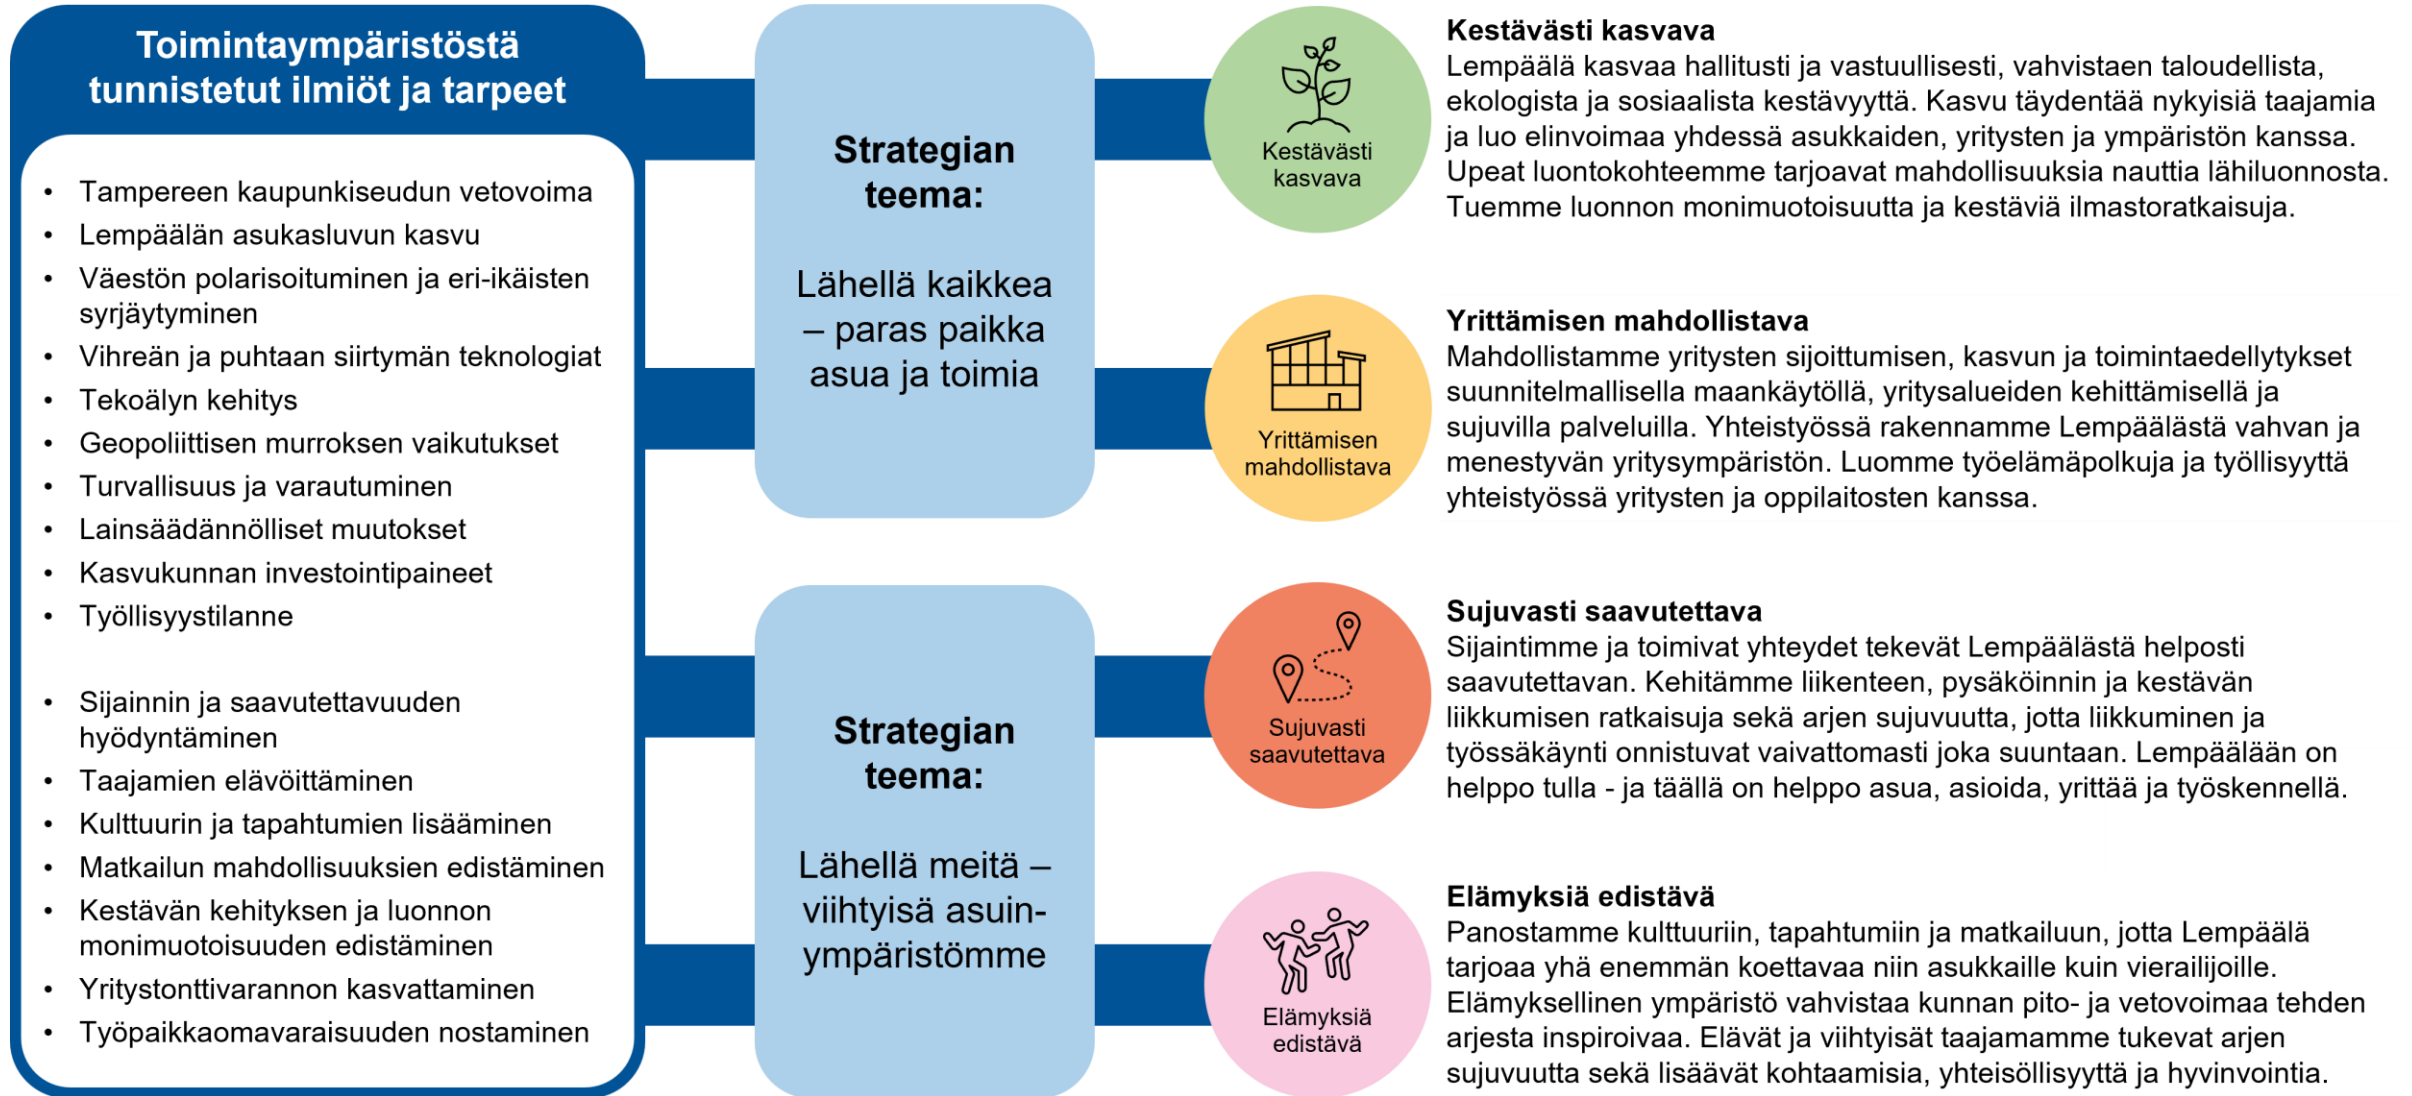 Toimintaympäristöstä
tunnistetut ilmiöt ja tarpeet
• Tampereen kaupunkiseudun vetovoima
• Lempäälän asukasluvun kasvu
• Väestön polarisoituminen ja eri-ikäisten
syrjäytyminen
• Vihreän ja puhtaan siirtymän teknologiat
• Tekoälyn kehitys
• Geopoliittisen murroksen vaikutukset
• Turvallisuus ja varautuminen
• Lainsäädännölliset muutokset
• Kasvukunnan investointipaineet
• Työllisyystilanne
• Sijainnin ja saavutettavuuden
hyödyntäminen
• Taajamien elävöittäminen
• Kulttuurin ja tapahtumien lisääminen
• Matkailun mahdollisuuksien edistäminen
• Kestävän kehityksen ja luonnon
monimuotoisuuden edistäminen
• Yritystonttivarannon kasvattaminen
• Työpaikkaomavaraisuuden nostaminen
Strategian
teema:
Lähellä kaikkea
– paras paikka
asua ja toimia
Strategian
teema:
Lähellä meitä –
viihtyisä asuin-
ympäristömme
Kestävästi
kasvava
Kestävästi kasvava
Lempäälä kasvaa hallitusti ja vastuullisesti, vahvistaen taloudellista,
ekologista ja sosiaalista kestävyyttä. Kasvu täydentää nykyisiä taajamia
ja luo elinvoimaa yhdessä asukkaiden, yritysten ja ympäristön kanssa.
Upeat luontokohteemme tarjoavat mahdollisuuksia nauttia lähiluonnosta.
Tuemme luonnon monimuotoisuutta ja kestäviä ilmastoratkaisuja.
Yrittämisen
mahdollistava
Yrittämisen mahdollistava
Mahdollistamme yritysten sijoittumisen, kasvun ja toimintaedellytykset
suunnitelmallisella maankäytöllä, yritysalueiden kehittämisellä ja
sujuvilla palveluilla. Yhteistyössä rakennamme Lempäälästä vahvan ja
menestyvän yritysympäristön. Luomme työelämäpolkuja ja työllisyyttä
yhteistyössä yritysten ja oppilaitosten kanssa.
Sujuvasti
saavutettava
Sujuvasti saavutettava
Sijaintimme ja toimivat yhteydet tekevät Lempäälästä helposti
saavutettavan. Kehitämme liikenteen, pysäköinnin ja kestävän
liikkumisen ratkaisuja sekä arjen sujuvuutta, jotta liikkuminen ja
työssäkäynti onnistuvat vaivattomasti joka suuntaan. Lempäälään on
helppo tulla - ja täällä on helppo asua, asioida, yrittää ja työskennellä.
Elämyksiä
edistävä
Elämyksiä edistävä
Panostamme kulttuuriin, tapahtumiin ja matkailuun, jotta Lempäälä
tarjoaa yhä enemmän koettavaa niin asukkaille kuin vierailijoille.
Elämyksellinen ympäristö vahvistaa kunnan pito- ja vetovoimaa tehden
arjesta inspiroivaa. Elävät ja viihtyisät taajamamme tukevat arjen
sujuvuutta sekä lisäävät kohtaamisia, yhteisöllisyyttä ja hyvinvointia.